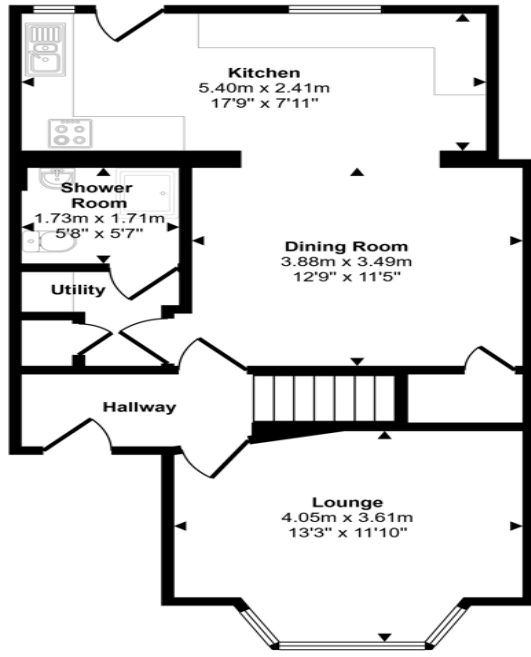 Kitchen
5.40m x 2.41m
17'9" x 7'11"
Shower
Room
1.73m x 1.71m
5'8" x 5'7"
Dining Room
3.88m x 3.49m
12'9" x 11'5"
Utility
Hallway
Lounge
4.05m x 3.61m
13'3" x 11'10"